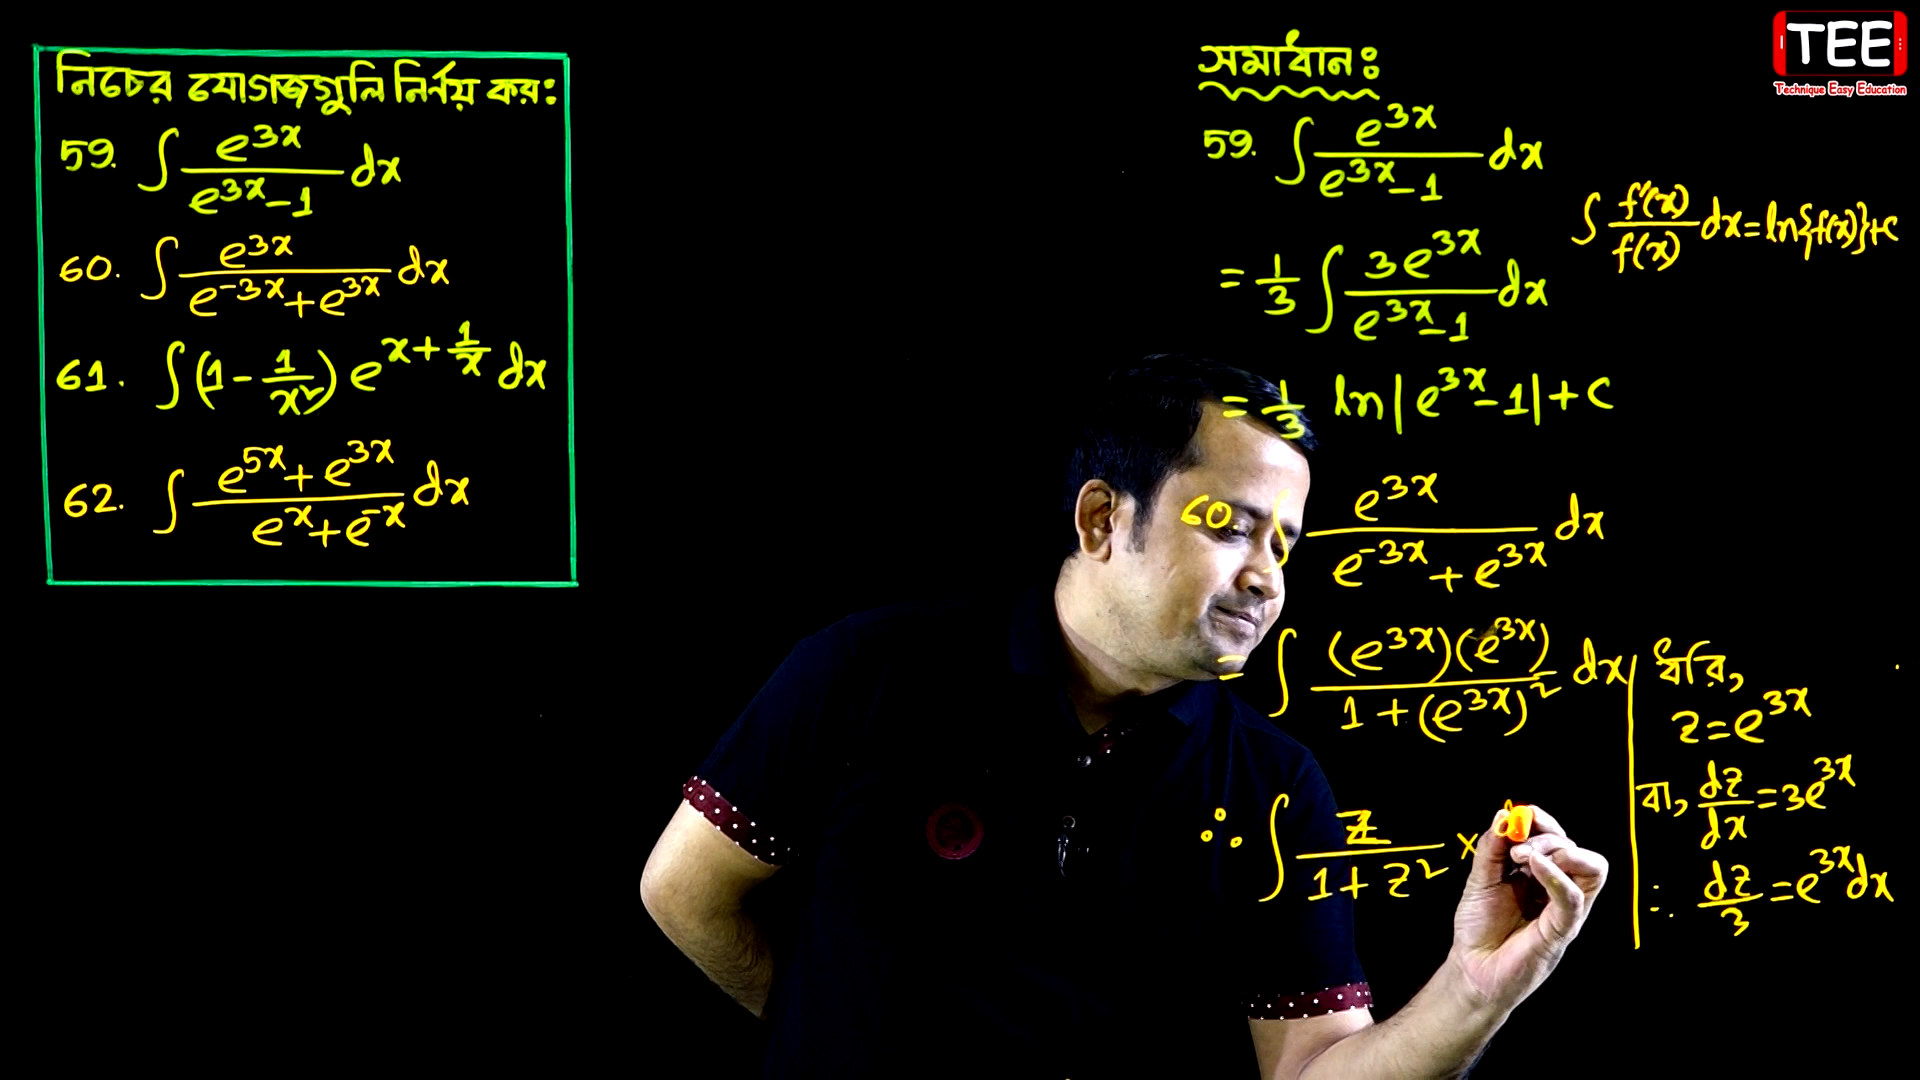 নিচের যোগজগুলি নির্ণয় কর:
59. ∫ e^{3x}/(e^{3x}-1) dx
60. ∫ e^{3x}/(e^{-3x}+e^{3x}) dx
61. ∫(1-1/x²) e^{x+1/x} dx
62. ∫ (e^{5x}+e^{3x})/(e^{x}+e^{-x}) dx
TEE
Technique Easy Education
সমাধান:
59. ∫ e^{3x}/(e^{3x}-1) dx
∫ f'(x)/f(x) dx=ln{f(x)}+c
= 1/3 ∫ 3e^{3x}/(e^{3x}-1) dx
= 1/3 ln|e^{3x}-1|+c
60. ∫ e^{3x}/(e^{-3x}+e^{3x}) dx
= ∫ (e^{3x})(e^{3x})/(1+(e^{3x})²) dx
ধরি,
z=e^{3x}
বা, dz/dx=3e^{3x}
∴ dz/3=e^{3x}dx
∴ ∫ z/(1+z²) × d